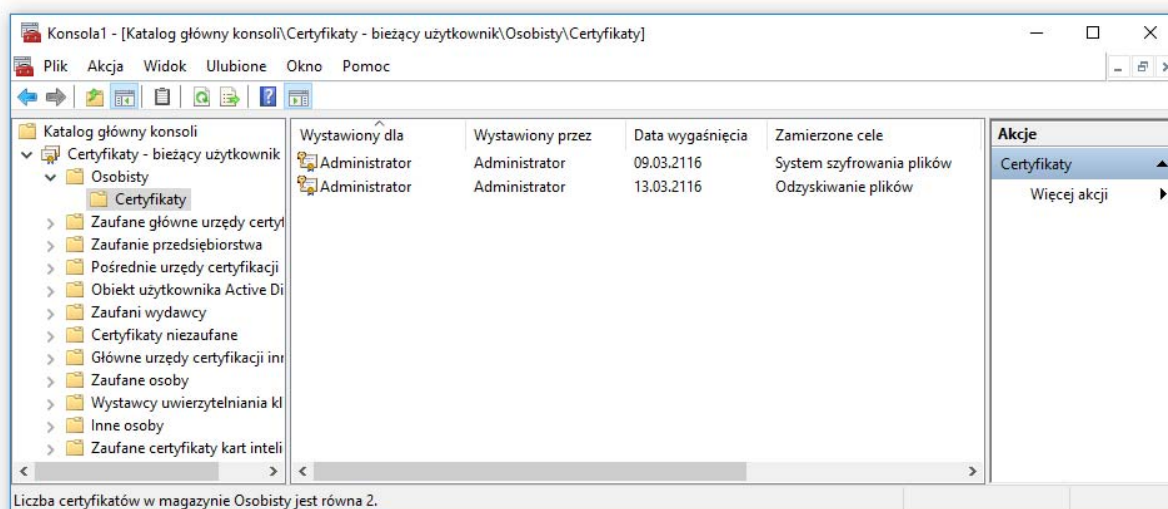 Konsola1 - [Katalog główny konsoli\Certyfikaty - bieżący użytkownik\Osobisty\Certyfikaty]
Plik Akcja Widok Ulubione Okno Pomoc
Katalog główny konsoli
Certyfikaty - bieżący użytkownik
Osobisty
Certyfikaty
Zaufane główne urzędy certyf
Zaufanie przedsiębiorstwa
Pośrednie urzędy certyfikacji
Obiekt użytkownika Active Di
Zaufani wydawcy
Certyfikaty niezaufane
Główne urzędy certyfikacji inn
Zaufane osoby
Wystawcy uwierzytelniania kl
Inne osoby
Zaufane certyfikaty kart inteli
Wystawiony dla Wystawiony przez Data wygaśnięcia Zamierzone cele
Administrator Administrator 09.03.2116 System szyfrowania plików
Administrator Administrator 13.03.2116 Odzyskiwanie plików
Akcje
Certyfikaty
Więcej akcji
Liczba certyfikatów w magazynie Osobisty jest równa 2.